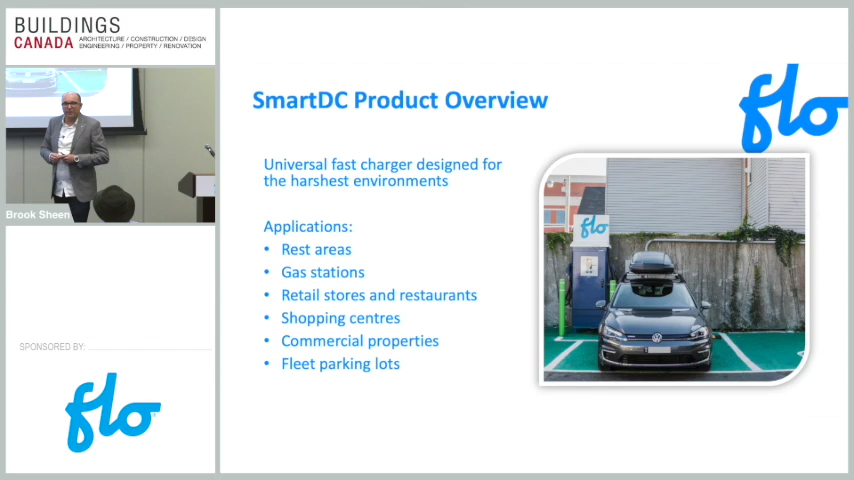 BUILDINGS
CANADA ARCHITECTURE / CONSTRUCTION / DESIGN
ENGINEERING / PROPERTY / RENOVATION
Brook Sheen
SPONSORED BY:
flo
SmartDC Product Overview
flo
Universal fast charger designed for
the harshest environments
Applications:
• Rest areas
• Gas stations
• Retail stores and restaurants
• Shopping centres
• Commercial properties
• Fleet parking lots
flo